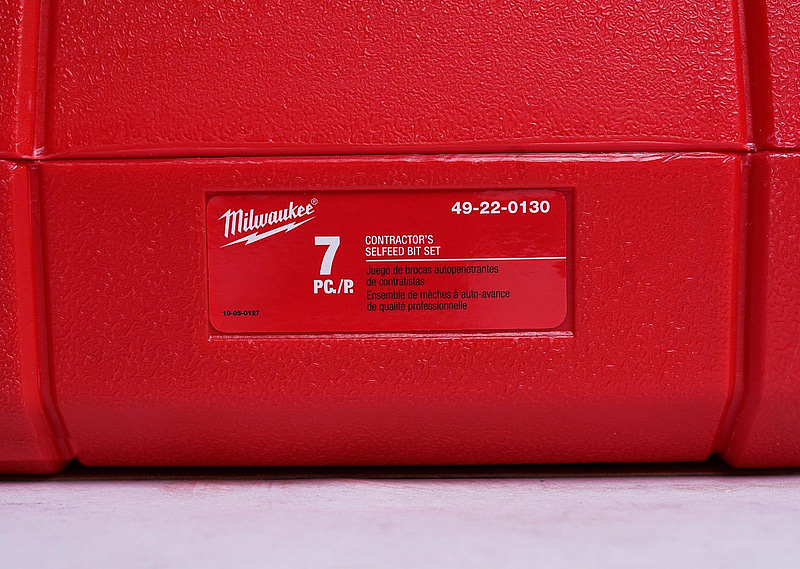 Milwaukee®
49-22-0130
7
PC./P.
CONTRACTOR'S
SELFEED BIT SET
Juego de brocas autopenetrantes
de contratistas
Ensemble de mèches à auto-avance
de qualité professionnelle
10-05-0127